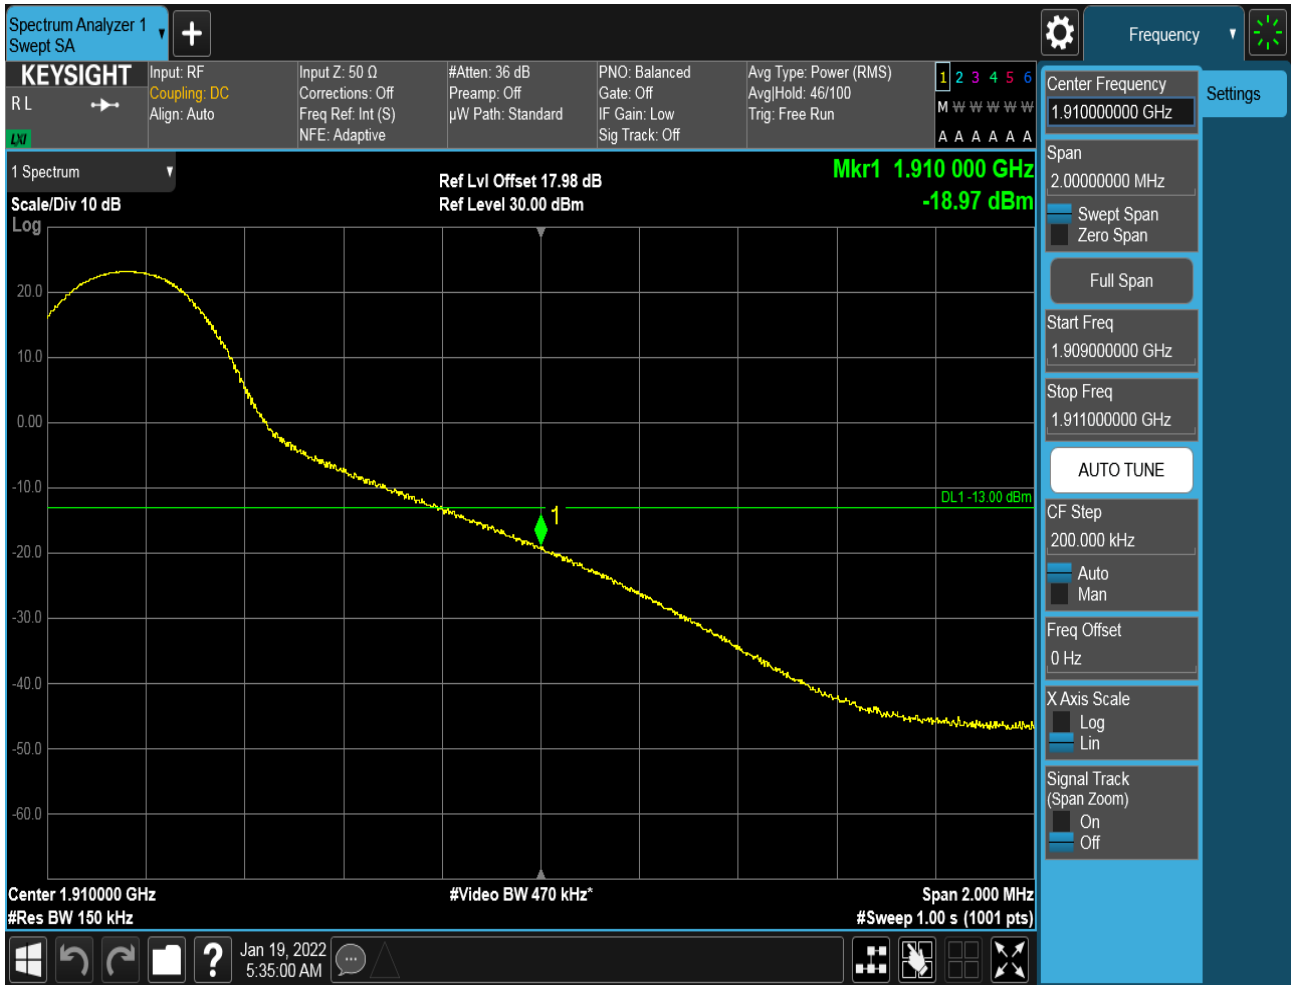 Spectrum Analyzer 1
Swept SA
Frequency
KEYSIGHT
R L
LXI
Input: RF
Coupling: DC
Align: Auto
Input Z: 50 Ω
Corrections: Off
Freq Ref: Int (S)
NFE: Adaptive
#Atten: 36 dB
Preamp: Off
µW Path: Standard
PNO: Balanced
Gate: Off
IF Gain: Low
Sig Track: Off
Avg Type: Power (RMS)
Avg|Hold: 46/100
Trig: Free Run
1 2 3 4 5 6
M W W W W W
A A A A A A
1 Spectrum
Scale/Div 10 dB
Log
Ref Lvl Offset 17.98 dB
Ref Level 30.00 dBm
Mkr1 1.910 000 GHz
-18.97 dBm
20.0
10.0
0.00
-10.0
-20.0
-30.0
-40.0
-50.0
-60.0
DL1 -13.00 dBm
1
Center 1.910000 GHz
#Res BW 150 kHz
#Video BW 470 kHz*
Span 2.000 MHz
#Sweep 1.00 s (1001 pts)
Jan 19, 2022
5:35:00 AM
Center Frequency
1.910000000 GHz
Settings
Span
2.00000000 MHz
Swept Span
Zero Span
Full Span
Start Freq
1.909000000 GHz
Stop Freq
1.911000000 GHz
AUTO TUNE
CF Step
200.000 kHz
Auto
Man
Freq Offset
0 Hz
X Axis Scale
Log
Lin
Signal Track
(Span Zoom)
On
Off